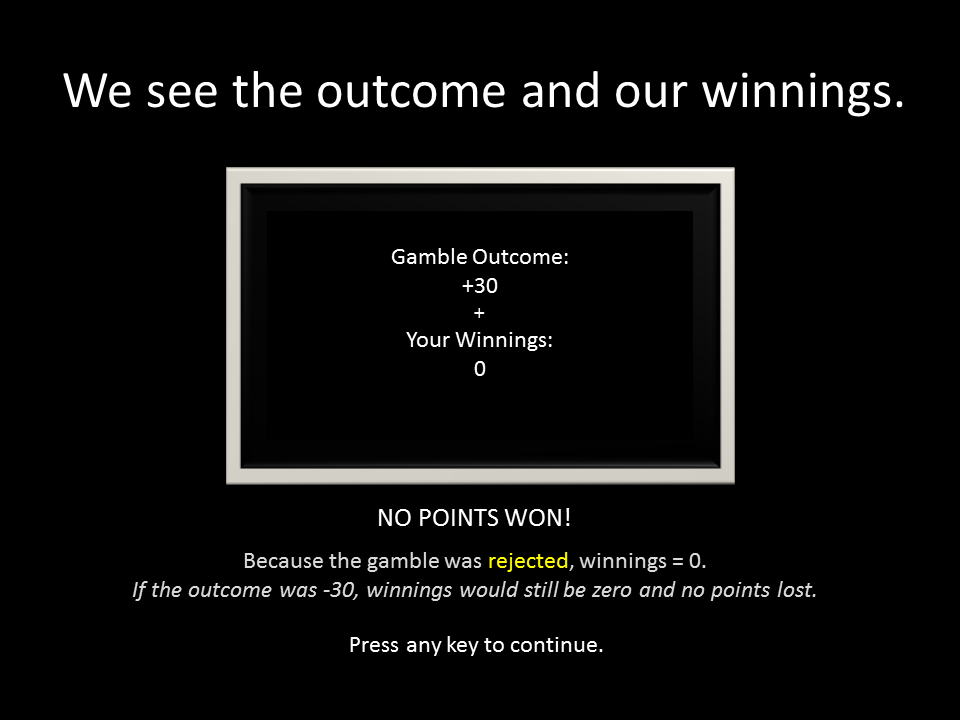 We see the outcome and our winnings.
Gamble Outcome:
+30
+
Your Winnings:
0
NO POINTS WON!
Because the gamble was rejected, winnings = 0.
If the outcome was -30, winnings would still be zero and no points lost.
Press any key to continue.